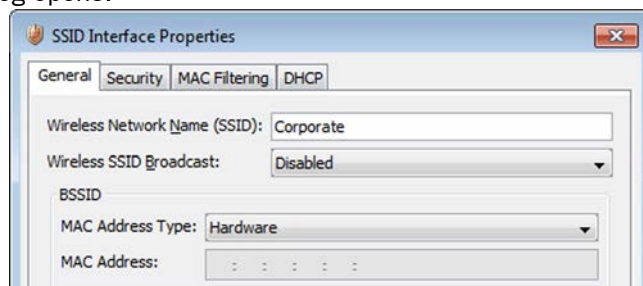 SSID Interface Properties
General Security MAC Filtering DHCP
Wireless Network Name (SSID): Corporate
Wireless SSID Broadcast: Disabled
BSSID
MAC Address Type: Hardware
MAC Address: : : : : :